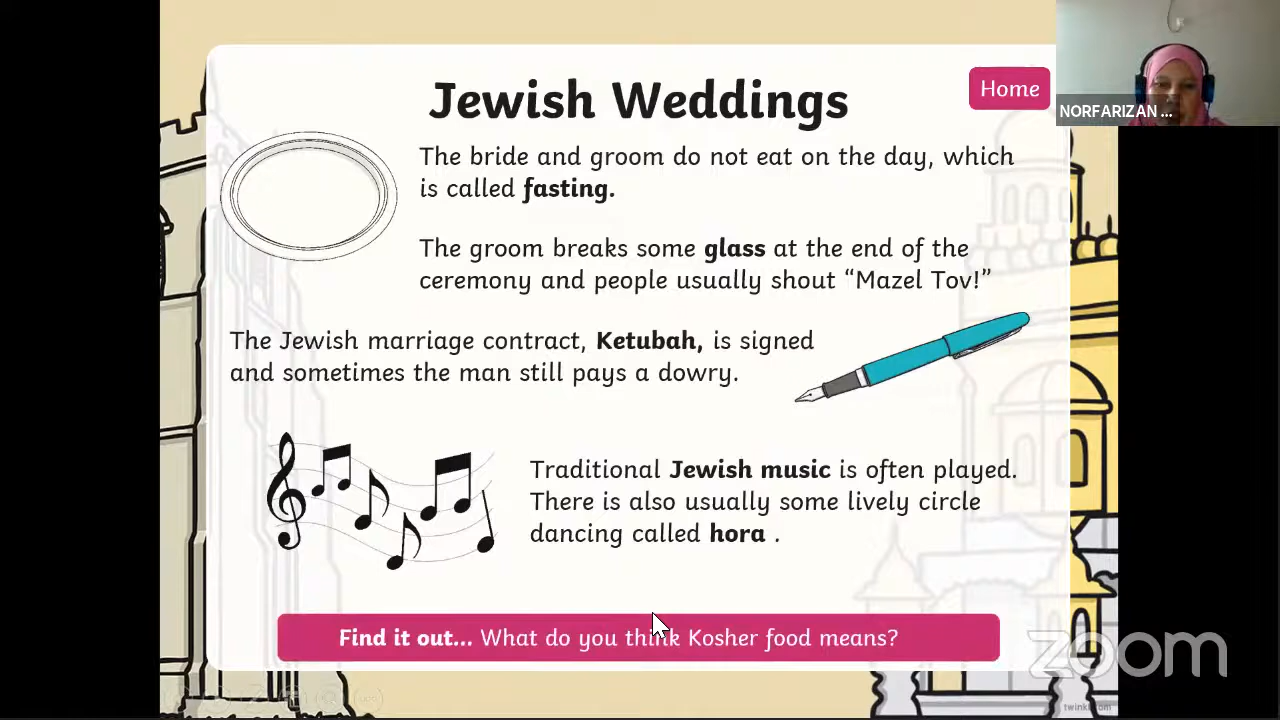 Jewish Weddings
Home
NORFARIZAN ...
The bride and groom do not eat on the day, which
is called fasting.
The groom breaks some glass at the end of the
ceremony and people usually shout “Mazel Tov!”
The Jewish marriage contract, Ketubah, is signed
and sometimes the man still pays a dowry.
Traditional Jewish music is often played.
There is also usually some lively circle
dancing called hora .
Find it out... What do you think Kosher food means?
zoom